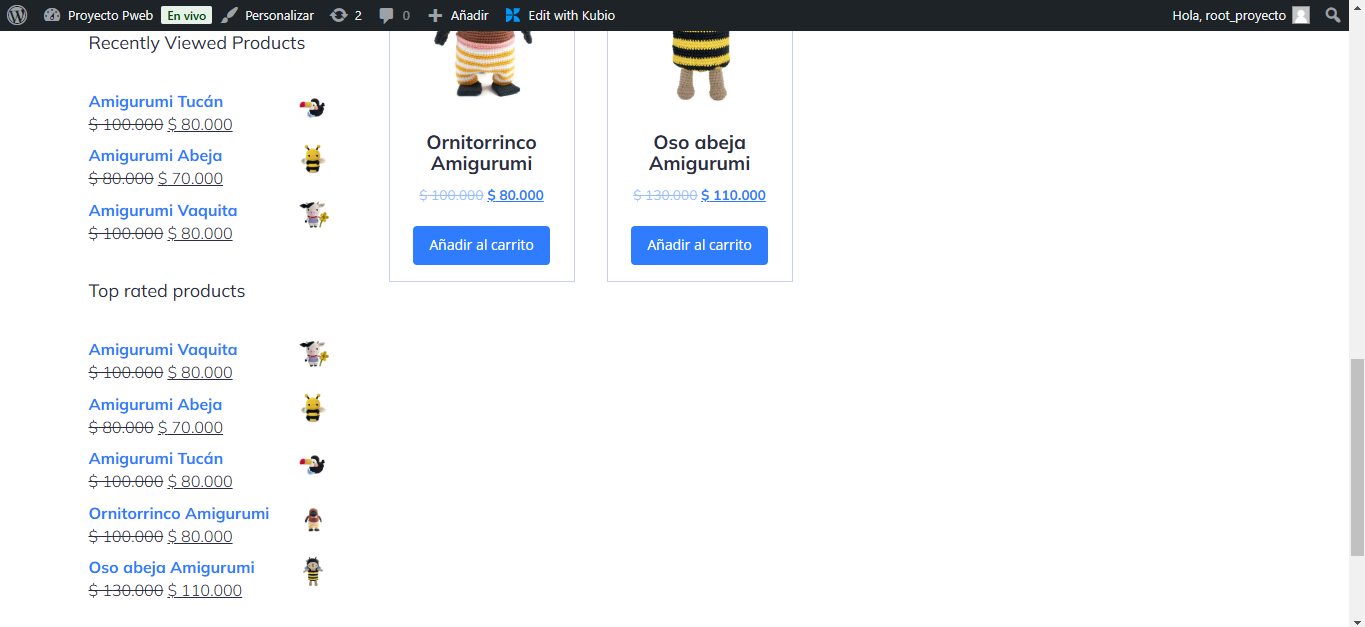 Proyecto Pweb En vivo Personalizar 2 0 Añadir Edit with Kubio Hola, root_proyecto
Recently Viewed Products
Amigurumi Tucán
$ 100.000 $ 80.000
Amigurumi Abeja
$ 80.000 $ 70.000
Amigurumi Vaquita
$ 100.000 $ 80.000
Top rated products
Amigurumi Vaquita
$ 100.000 $ 80.000
Amigurumi Abeja
$ 80.000 $ 70.000
Amigurumi Tucán
$ 100.000 $ 80.000
Ornitorrinco Amigurumi
$ 100.000 $ 80.000
Oso abeja Amigurumi
$ 130.000 $ 110.000
Ornitorrinco
Amigurumi
$ 100.000 $ 80.000
Añadir al carrito
Oso abeja
Amigurumi
$ 130.000 $ 110.000
Añadir al carrito